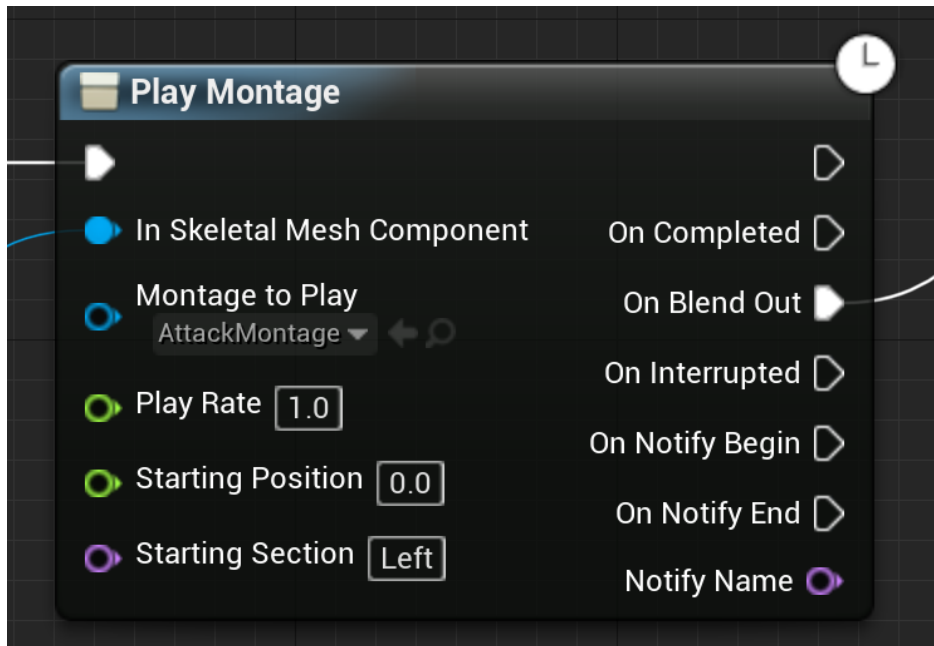 Play Montage
In Skeletal Mesh Component
Montage to Play
AttackMontage
Play Rate 1.0
Starting Position 0.0
Starting Section Left
On Completed
On Blend Out
On Interrupted
On Notify Begin
On Notify End
Notify Name